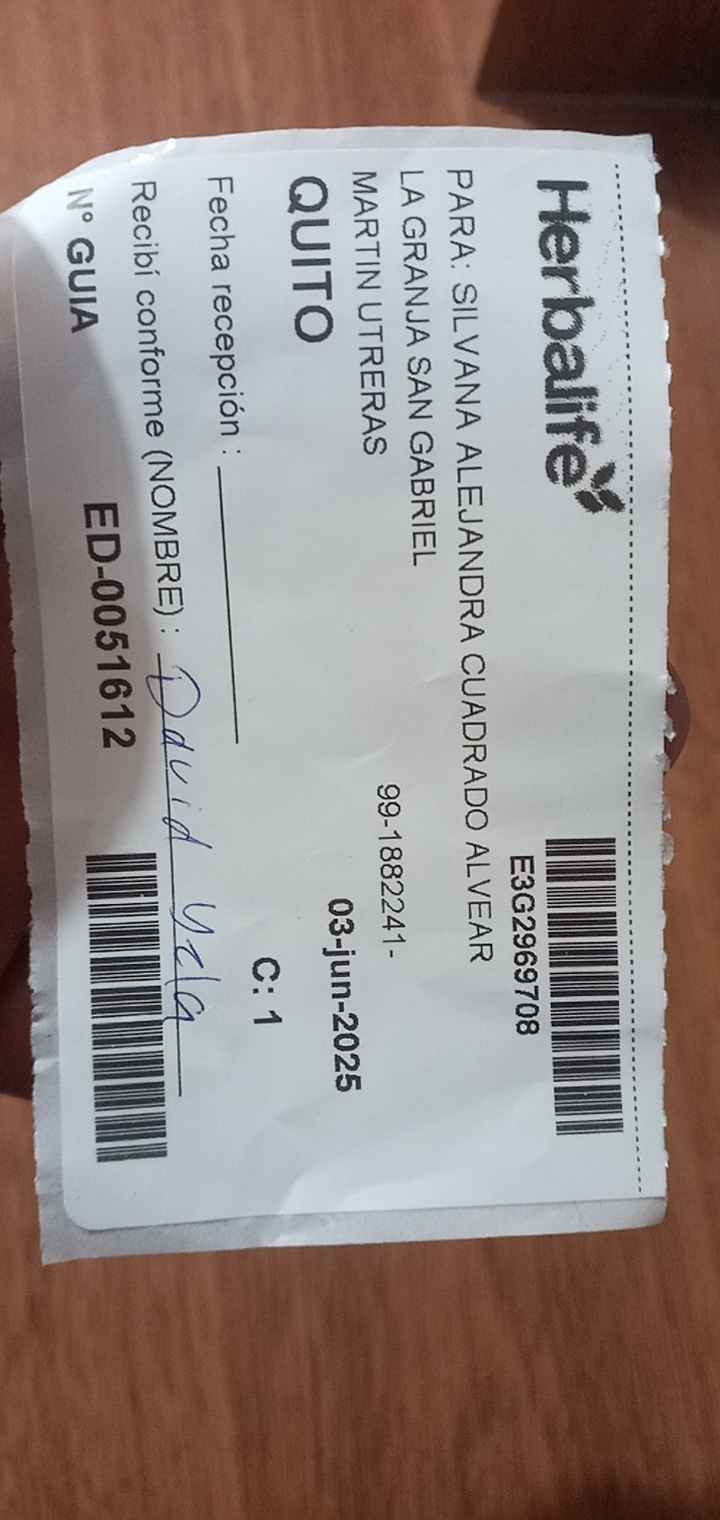 Herbalife
E3G2969708
PARA: SILVANA ALEJANDRA CUADRADO ALVEAR
LA GRANJA SAN GABRIEL
MARTIN UTRERAS 99-1882241-
QUITO 03-jun-2025
Fecha recepción : C: 1
Recibí conforme (NOMBRE) : David Yela
N° GUIA ED-0051612